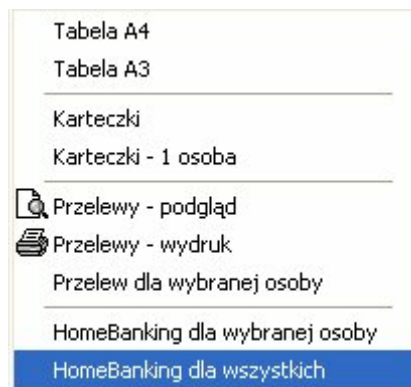 Tabela A4
Tabela A3
Karteczki
Karteczki - 1 osoba
Przelewy - podgląd
Przelewy - wydruk
Przelew dla wybranej osoby
HomeBanking dla wybranej osoby
HomeBanking dla wszystkich